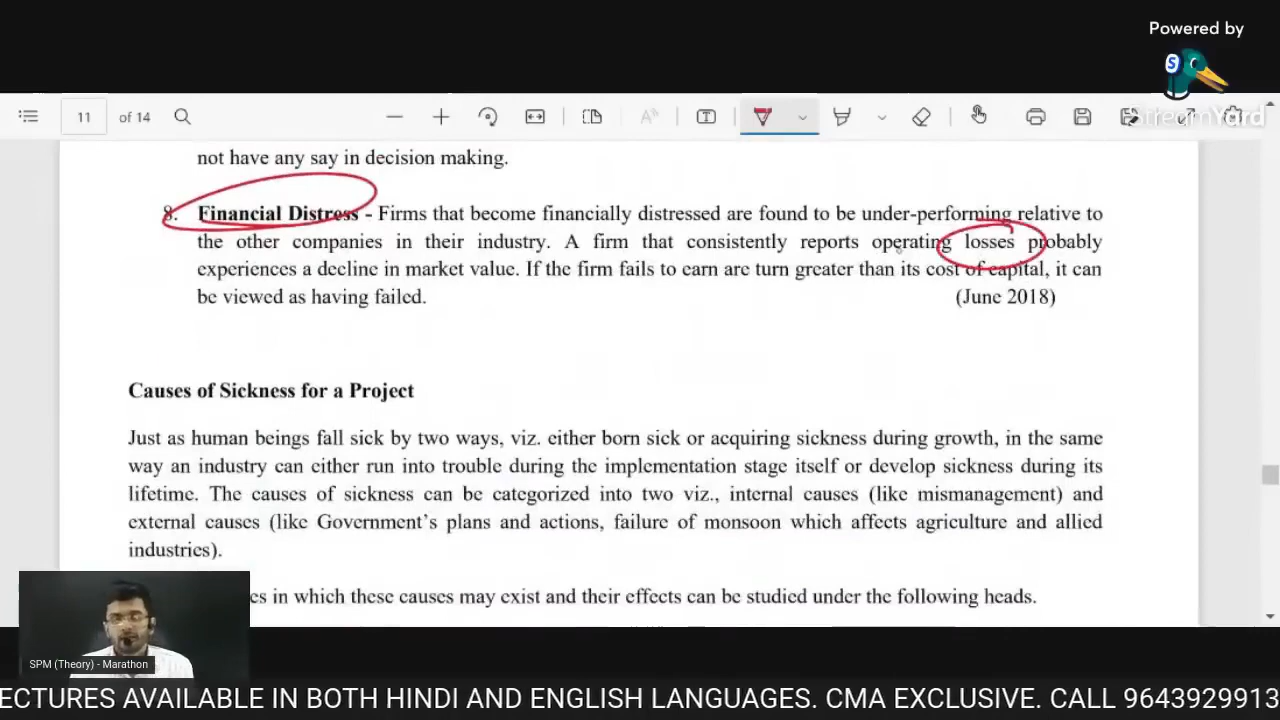 Powered by
S
StreamYard
11 of 14
not have any say in decision making.
8. Financial Distress - Firms that become financially distressed are found to be under-performing relative to
the other companies in their industry. A firm that consistently reports operating losses probably
experiences a decline in market value. If the firm fails to earn are turn greater than its cost of capital, it can
be viewed as having failed. (June 2018)
Causes of Sickness for a Project
Just as human beings fall sick by two ways, viz. either born sick or acquiring sickness during growth, in the same
way an industry can either run into trouble during the implementation stage itself or develop sickness during its
lifetime. The causes of sickness can be categorized into two viz., internal causes (like mismanagement) and
external causes (like Government's plans and actions, failure of monsoon which affects agriculture and allied
industries).
es in which these causes may exist and their effects can be studied under the following heads.
SPM (Theory) - Marathon
ECTURES AVAILABLE IN BOTH HINDI AND ENGLISH LANGUAGES. CMA EXCLUSIVE. CALL 9643929913